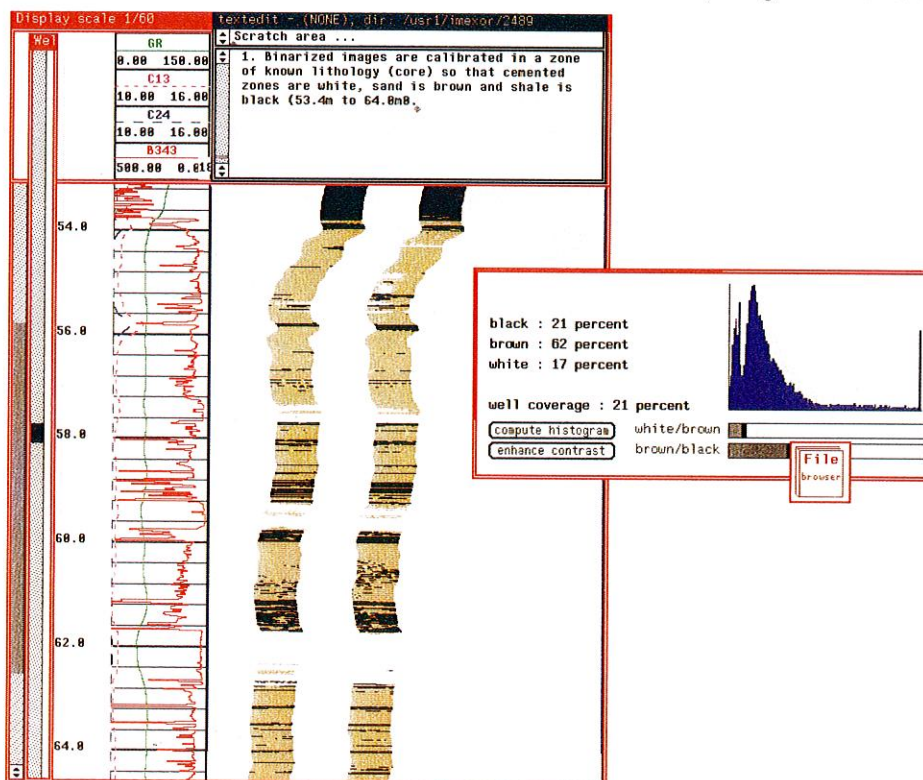 Display scale 1/60
textedit - (NONE), dir: /usr1/imexor/2489
Wel
Scratch area ...
GR
0.00 150.00
C13
10.00 16.00
C24
10.00 16.00
B343
500.00 0.018
1. Binarized images are calibrated in a zone
of known lithology (core) so that cemented
zones are white, sand is brown and shale is
black (53.4m to 64.0m0.
54.0
56.0
58.0
60.0
62.0
64.0
black : 21 percent
brown : 62 percent
white : 17 percent
well coverage : 21 percent
compute histogram white/brown
enhance contrast brown/black
File
browser